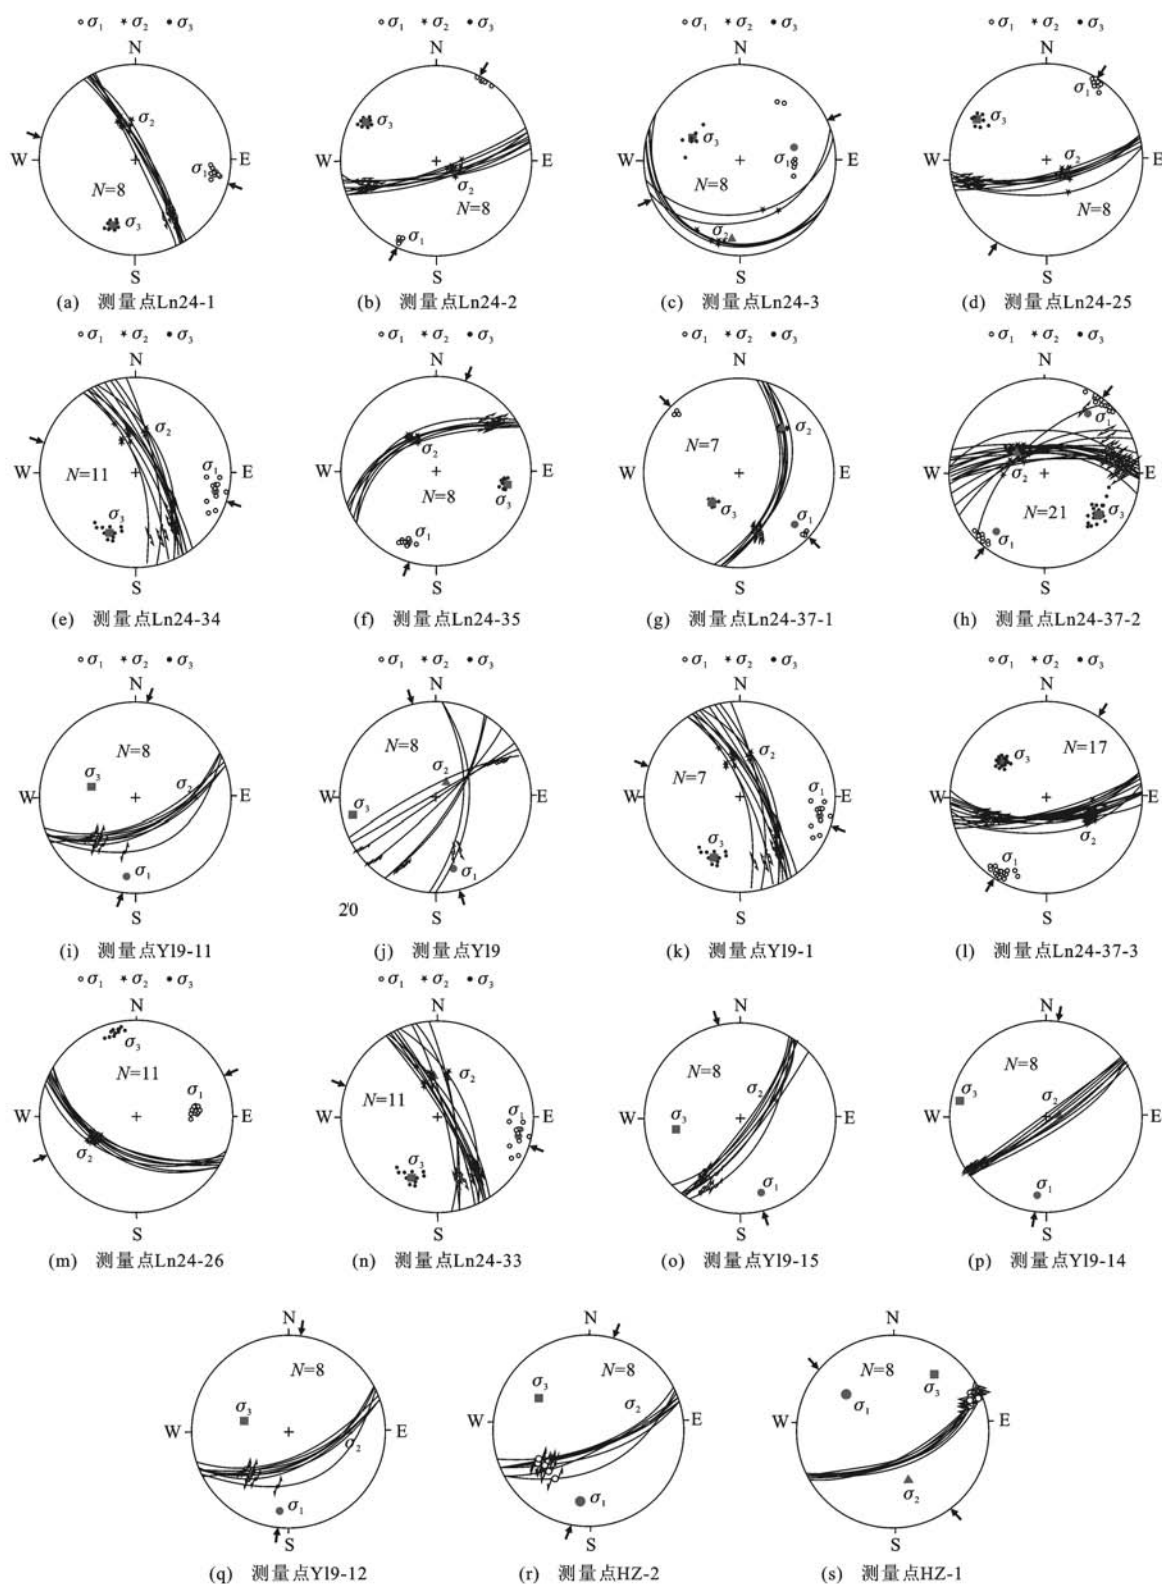 ○σ₁ ★σ₂ ●σ₃ ○σ₁ ★σ₂ ●σ₃ ○σ₁ ★σ₂ ●σ₃ ○σ₁ ★σ₂ ●σ₃
N N N N
σ₂ σ₃ σ₃ σ₁ σ₃
W σ₁ E W E W σ₁ E W σ₂ E
N=8 σ₂ N=8
σ₃ N=8 σ₂ N=8
σ₁
S S S S
(a) 测量点Ln24-1 (b) 测量点Ln24-2 (c) 测量点Ln24-3 (d) 测量点Ln24-25
○σ₁ ★σ₂ ●σ₃ ○σ₁ ★σ₂ ●σ₃ ○σ₁ ★σ₂ ●σ₃ ○σ₁ ★σ₂ ●σ₃
N N N N
σ₂ σ₂ N=7 σ₂ σ₁
W N=11 σ₁ E W E W E W σ₂ E
N=8 σ₃
σ₃ σ₁ σ₃ σ₁ N=21 σ₃
σ₁
S S S S
(e) 测量点Ln24-34 (f) 测量点Ln24-35 (g) 测量点Ln24-37-1 (h) 测量点Ln24-37-2
○σ₁ ★σ₂ ●σ₃ ○σ₁ ★σ₂ ●σ₃ ○σ₁ ★σ₂ ●σ₃ ○σ₁ ★σ₂ ●σ₃
N N N N
N=8 N=8 σ₂ N=17
σ₃ σ₂ σ₂ N=7 σ₃
W E W σ₃ E W σ₁ E W E
σ₃ σ₂
σ₁ σ₁ σ₁
20
S S S S
(i) 测量点Yl9-11 (j) 测量点Yl9 (k) 测量点Yl9-1 (l) 测量点Ln24-37-3
○σ₁ ★σ₂ ●σ₃ ○σ₁ ★σ₂ ●σ₃
N N N N
σ₃ σ₂ N=8 N=8
N=11 σ₁ N=11 σ₂ σ₃ σ₂
W E W σ₁ E W σ₃ E W E
σ₂ σ₃ σ₁ σ₁
S S S S
(m) 测量点Ln24-26 (n) 测量点Ln24-33 (o) 测量点Yl9-15 (p) 测量点Yl9-14
N N N
N=8 N=8 N=8
σ₃ σ₃ σ₂ σ₁ σ₃
W σ₂ E W E W E
σ₁ σ₁ σ₂
S S S
(q) 测量点Yl9-12 (r) 测量点HZ-2 (s) 测量点HZ-1